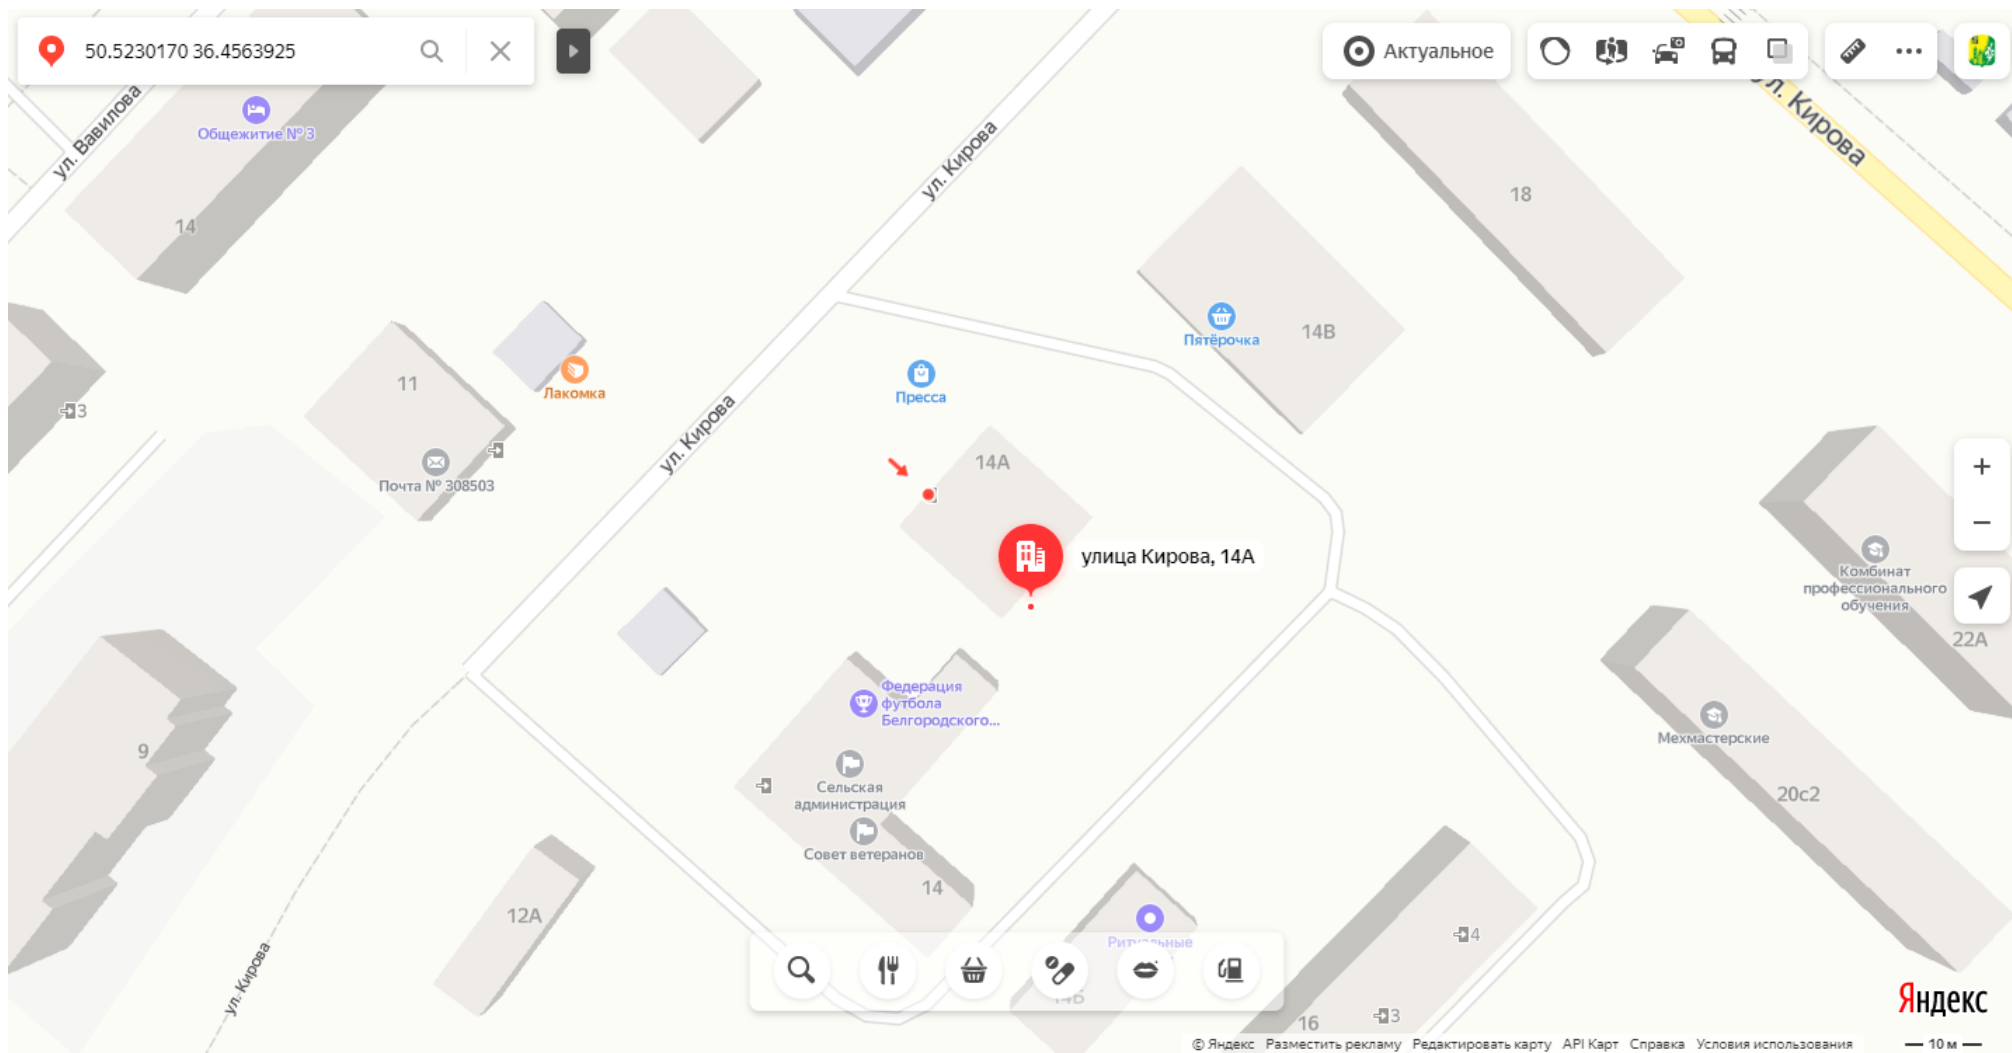 50.5230170 36.4563925
Актуальное
ул. Вавилова
Общежитие № 3
14
ул. Кирова
ул. Кирова
18
14В
Пятёрочка
11
Лакомка
3
Пресса
ул. Кирова
Почта № 308503
14А
улица Кирова, 14А
Комбинат
профессионального
обучения
22А
Федерация
футбола
Белгородского...
Мехмастерские
9
Сельская
администрация
20с2
Совет ветеранов
14
12А
Ритуальные
4
ул. Кирова
14Б
16
3
Яндекс
© Яндекс Разместить рекламу Редактировать карту API Карт Справка Условия использования
10 м